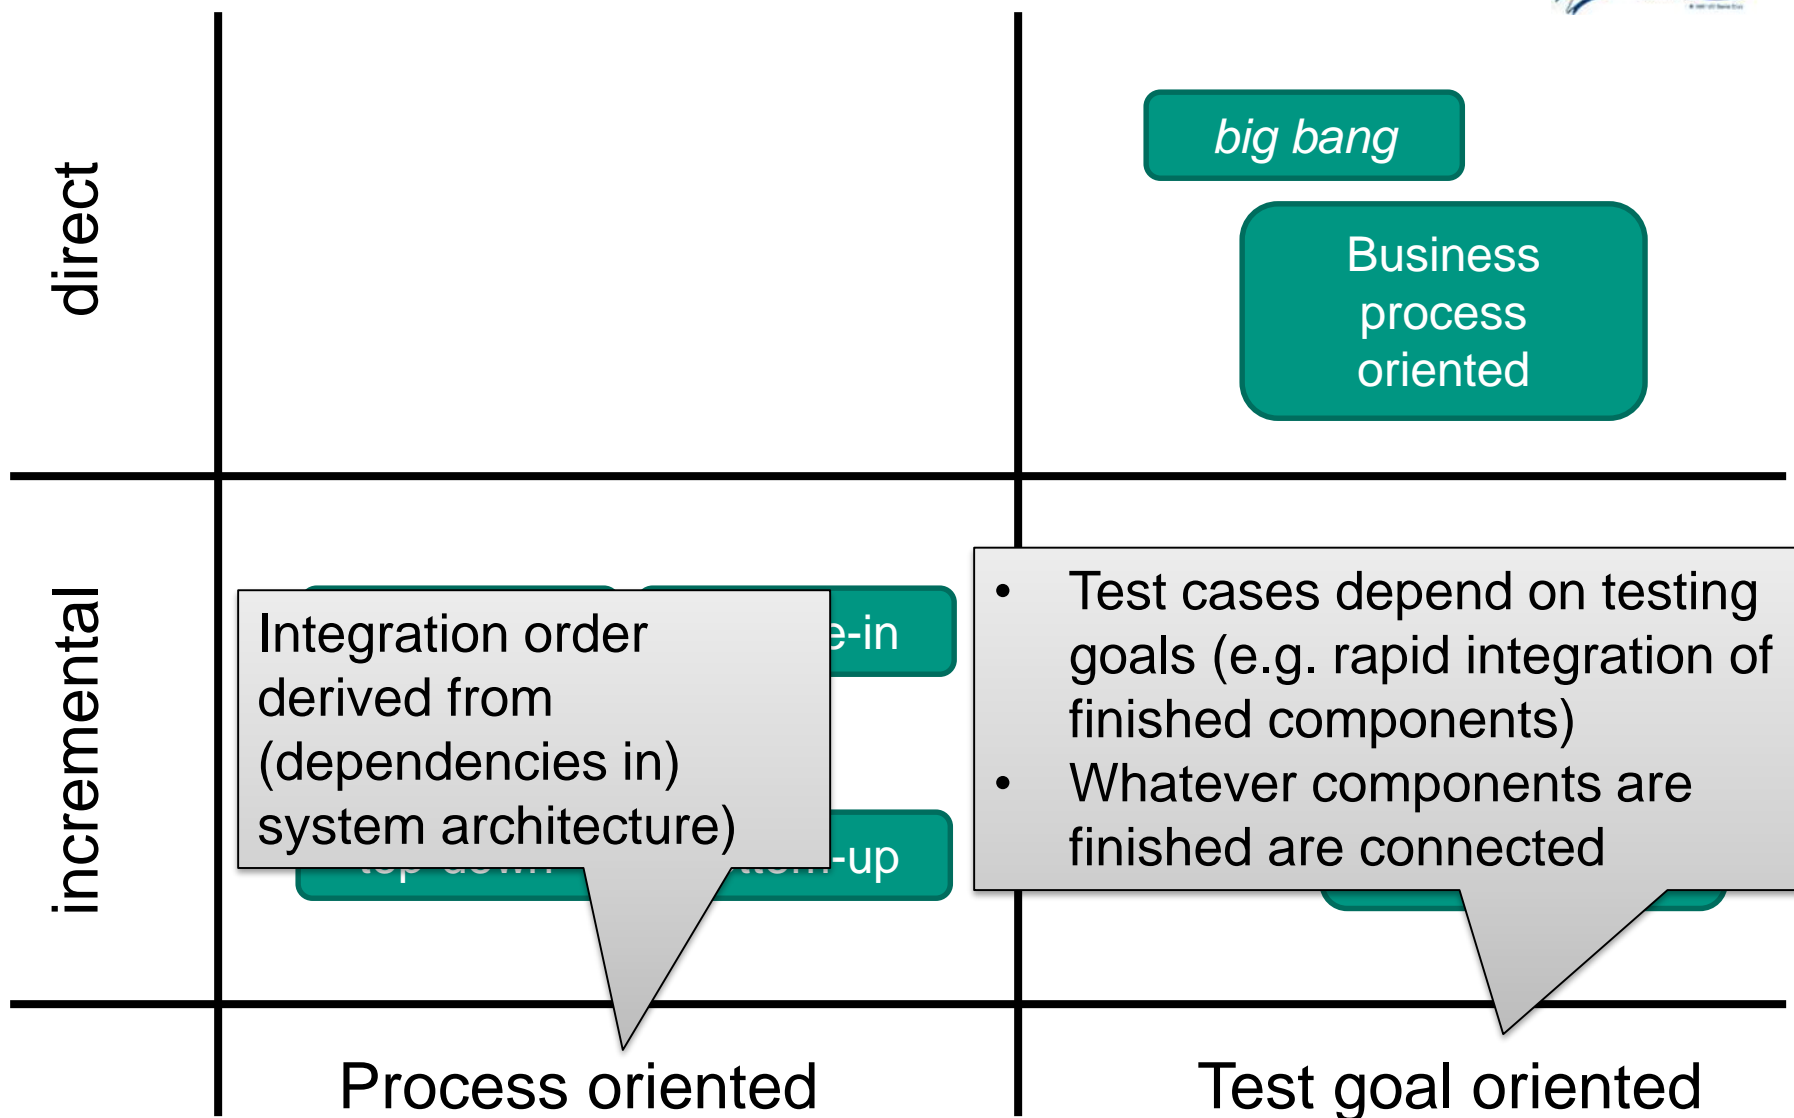 direct
big bang
Business
process
oriented
incremental
Integration order
derived from
(dependencies in)
system architecture)
e-in
-up
• Test cases depend on testing
goals (e.g. rapid integration of
finished components)
• Whatever components are
finished are connected
Process oriented
Test goal oriented